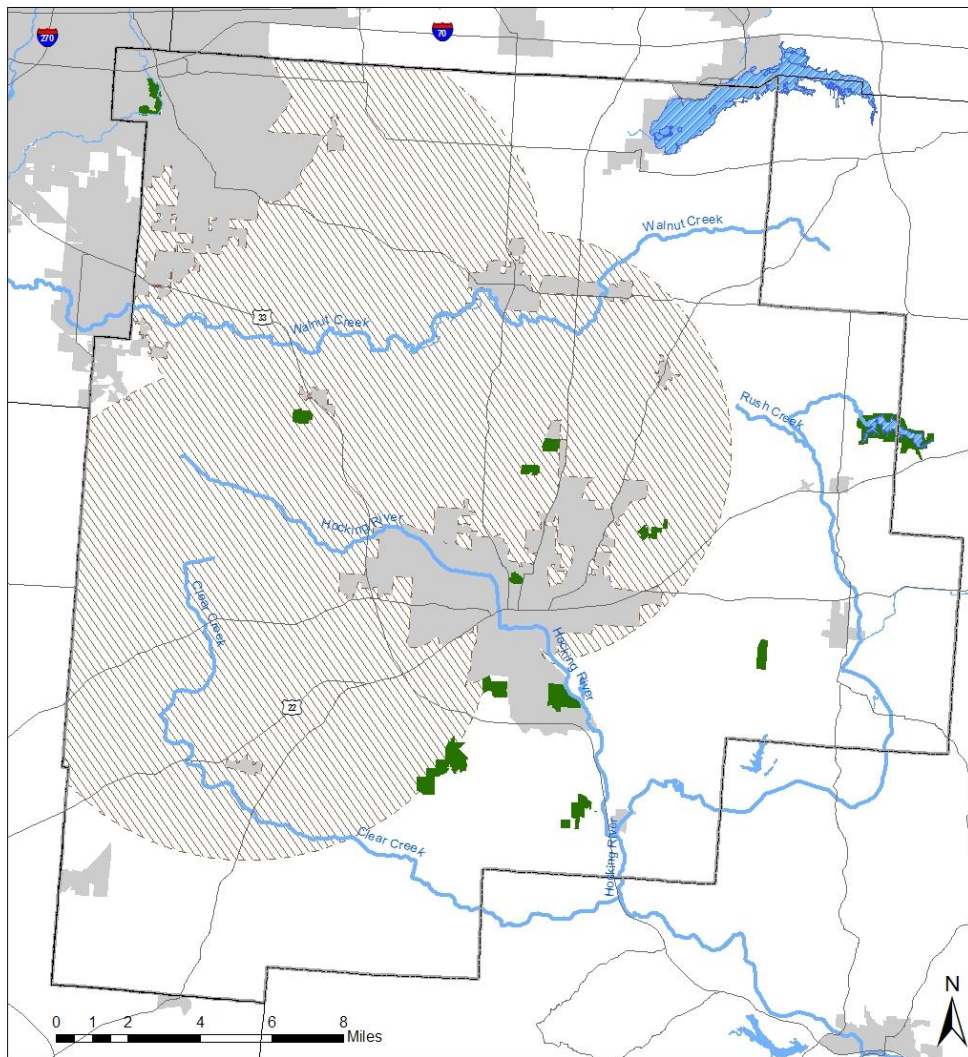 270
70
Walnut Creek
33
Walnut Creek
Rush Creek
Hocking River
Clear Creek
Hocking River
22
Clear Creek
Hocking River
N
0 1 2 4 6 8
Miles